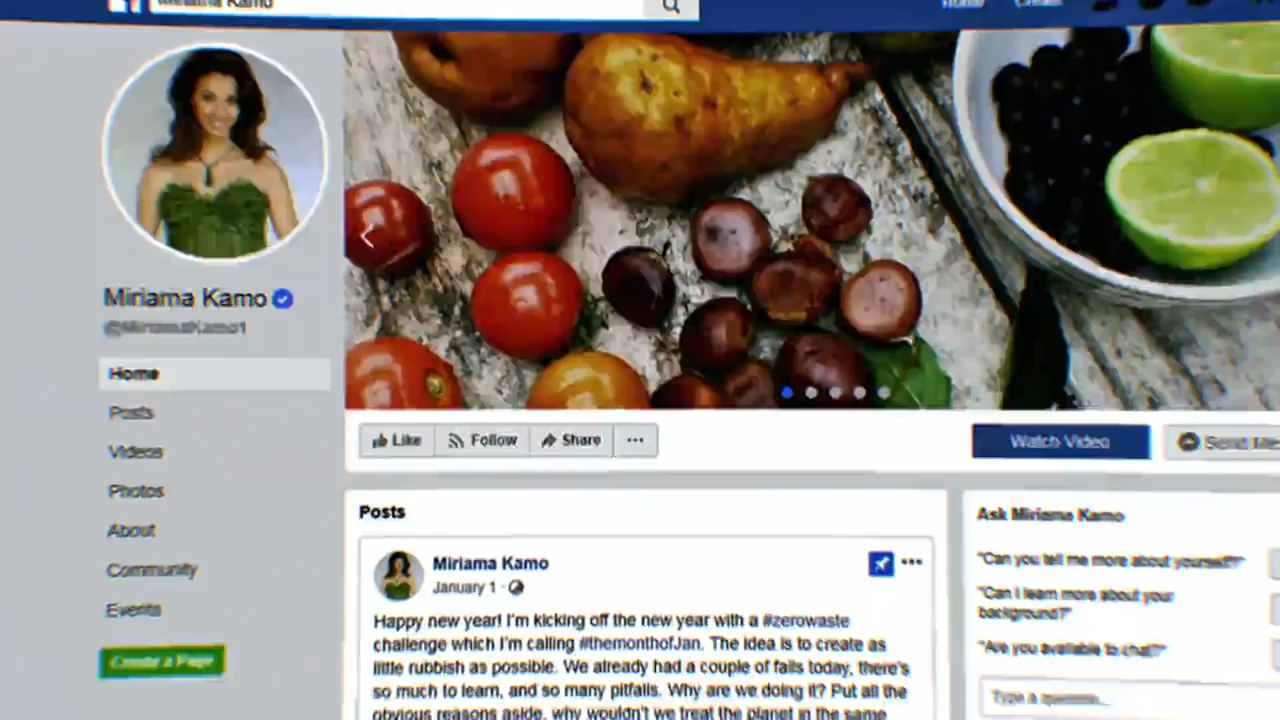 Miriama Kamo
Home
Create
Miriama Kamo
@MiriamaKamo1
Home
Posts
Videos
Photos
About
Community
Events
Create a Page
Like
Follow
Share
Watch Video
Send Me
Posts
Miriama Kamo
January 1 ·
Happy new year! I'm kicking off the new year with a #zerowaste
challenge which I'm calling #themonthofJan. The idea is to create as
little rubbish as possible. We already had a couple of fails today, there's
so much to learn, and so many pitfalls. Why are we doing it? Put all the
obvious reasons aside, why wouldn't we treat the planet in the same
Ask Miriama Kamo
"Can you tell me more about yourself?"
"Can I learn more about your
background?"
"Are you available to chat?"
Type a question...